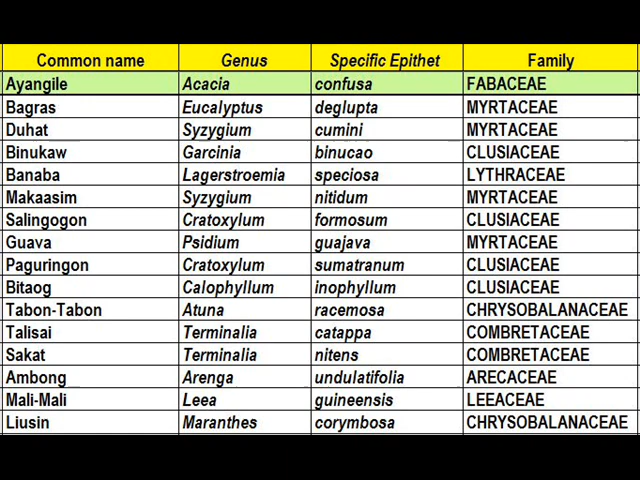 Common name Genus Specific Epithet Family
Ayangile Acacia confusa FABACEAE
Bagras Eucalyptus deglupta MYRTACEAE
Duhat Syzygium cumini MYRTACEAE
Binukaw Garcinia binucao CLUSIACEAE
Banaba Lagerstroemia speciosa LYTHRACEAE
Makaasim Syzygium nitidum MYRTACEAE
Salingogon Cratoxylum formosum CLUSIACEAE
Guava Psidium guajava MYRTACEAE
Paguringon Cratoxylum sumatranum CLUSIACEAE
Bitaog Calophyllum inophyllum CLUSIACEAE
Tabon-Tabon Atuna racemosa CHRYSOBALANACEAE
Talisai Terminalia catappa COMBRETACEAE
Sakat Terminalia nitens COMBRETACEAE
Ambong Arenga undulatifolia ARECACEAE
Mali-Mali Leea guineensis LEEACEAE
Liusin Maranthes corymbosa CHRYSOBALANACEAE